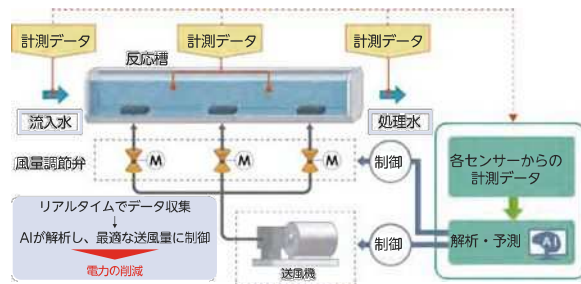 計測データ
計測データ
計測データ
反応槽
流入水
処理水
風量調節弁
M
M
M
制御
各センサーからの
計測データ
リアルタイムでデータ収集
AIが解析し、最適な送風量に制御
電力の削減
送風機
制御
解析・予測
AI